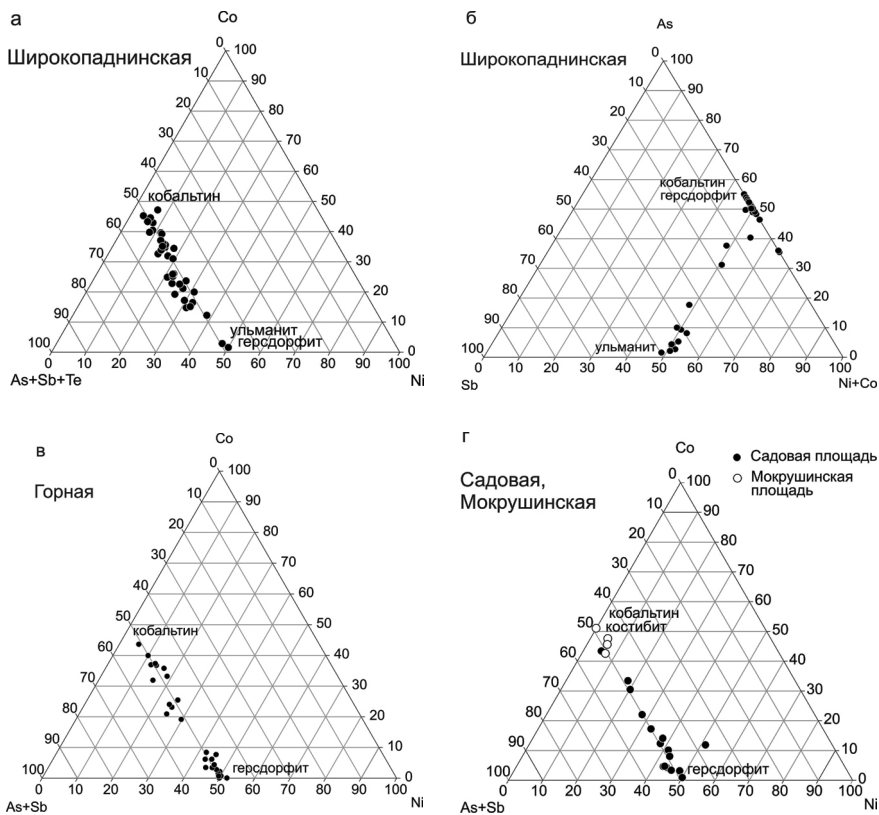 а
Co
Широкопаднинская
0 100
10 90
20 80
30 70
40 60
50 50
кобальтин
60 40
70 30
80 20
90 10
ульманит
герсдорфит
100 0
0 10 20 30 40 50 60 70 80 90 100
As+Sb+Te Ni
б
As
Широкопаднинская
0 100
10 90
20 80
30 70
40 60
кобальтин
герсдорфит
50 50
60 40
70 30
80 20
90 10
ульманит
100 0
0 10 20 30 40 50 60 70 80 90 100
Sb Ni+Co
в
Co
Горная
0 100
10 90
20 80
30 70
40 60
50 50
кобальтин
60 40
70 30
80 20
90 10
герсдорфит
100 0
0 10 20 30 40 50 60 70 80 90 100
As+Sb Ni
г
Co
Садовая площадь
Мокрушинская
площадь
Садовая,
Мокрушинская
0 100
10 90
20 80
30 70
40 60
кобальтин
50 костибит 50
60 40
70 30
80 20
90 10
герсдорфит
100 0
0 10 20 30 40 50 60 70 80 90 100
As+Sb Ni